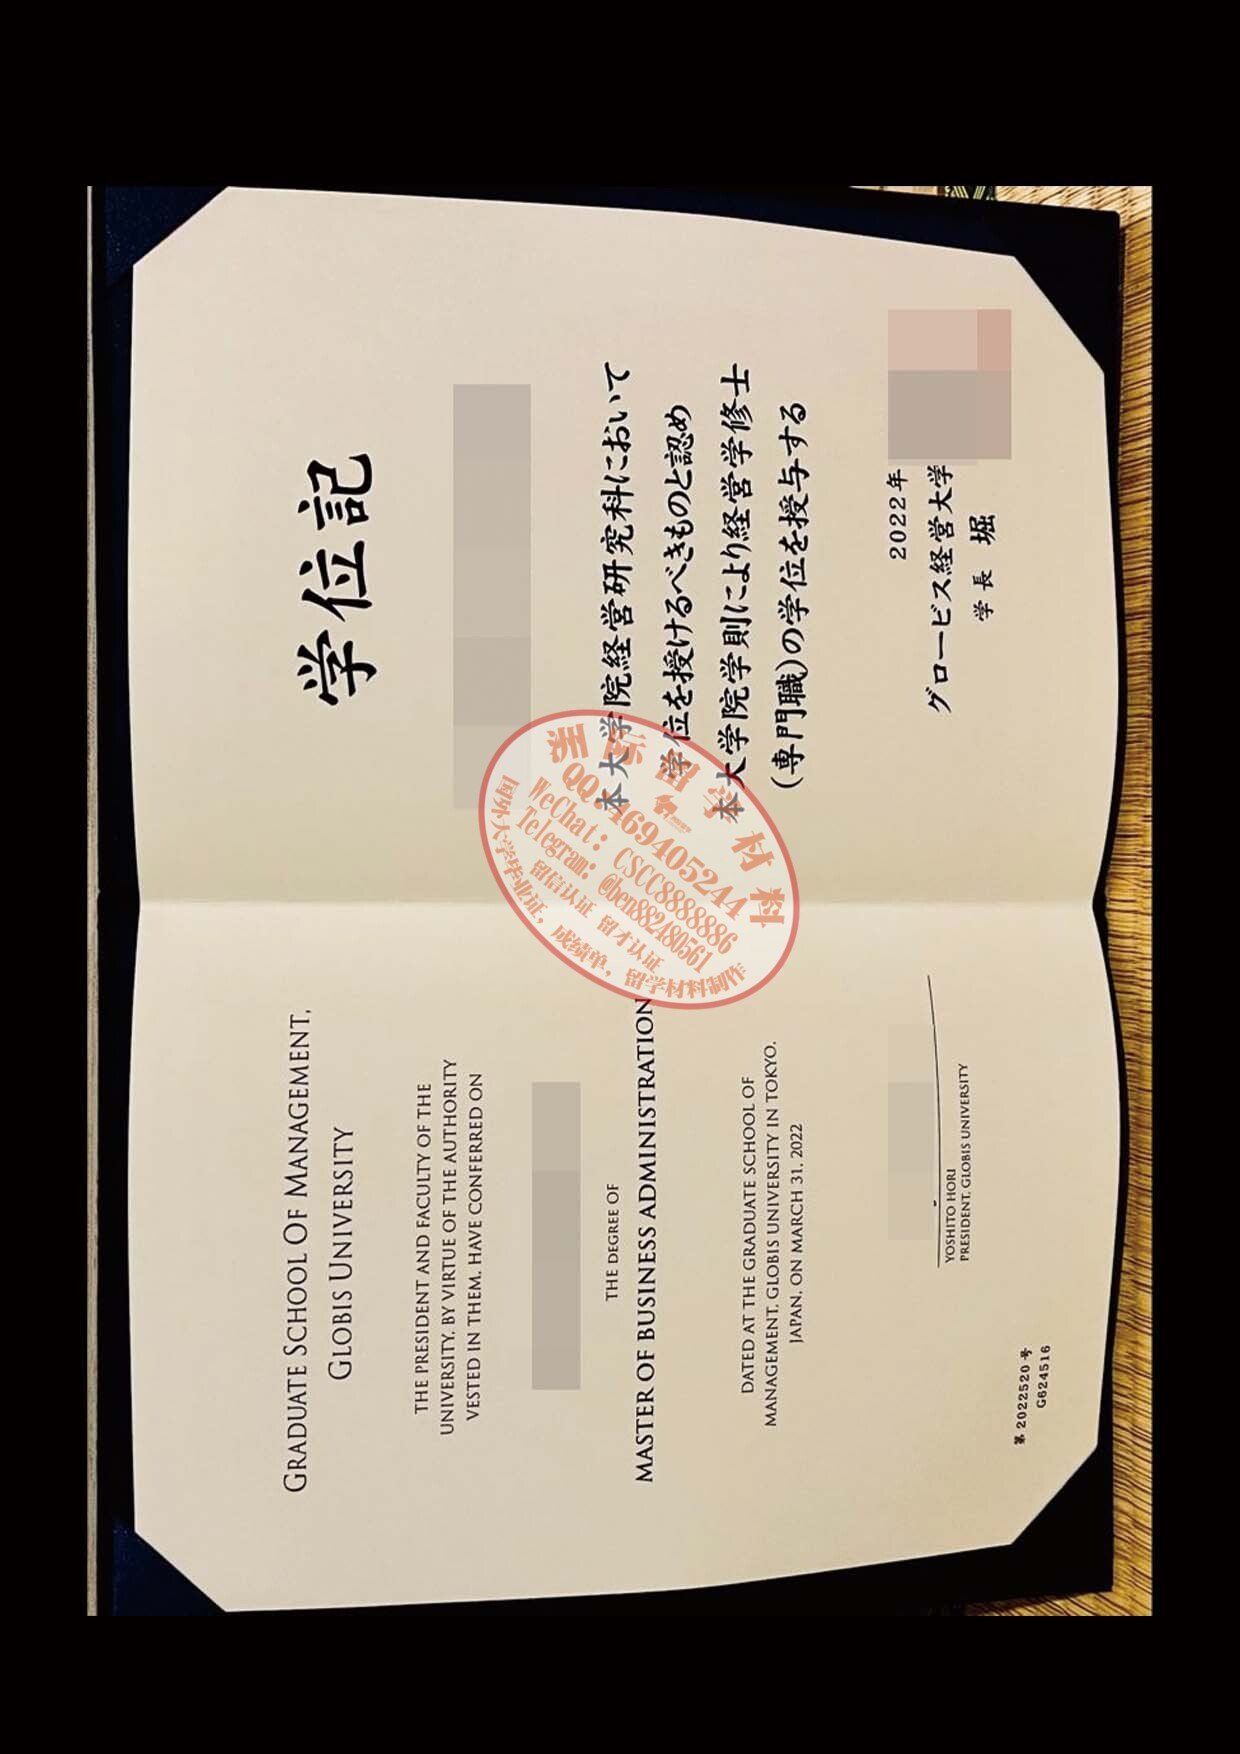 学位記
本大学院経営研究科において
学位を授けるべきものと認め
本大学院学則により経営学修士
(専門職)の学位を授与する
2022年
グロービス経営大学
学長 堀
GRADUATE SCHOOL OF MANAGEMENT,
GLOBIS UNIVERSITY
THE PRESIDENT AND FACULTY OF THE
UNIVERSITY, BY VIRTUE OF THE AUTHORITY
VESTED IN THEM, HAVE CONFERRED ON
THE DEGREE OF
MASTER OF BUSINESS ADMINISTRATION
DATED AT THE GRADUATE SCHOOL OF
MANAGEMENT, GLOBIS UNIVERSITY IN TOKYO,
JAPAN, ON MARCH 31, 2022
YOSHITO HORI
PRESIDENT, GLOBIS UNIVERSITY
第2022520号
G624516
洲际留学材料
QQ:469405244
WeChat: CSCC8888886
Telegram: @ben882480561
留信认证 留才认证
国外大学毕业证,成绩单,留学材料制作